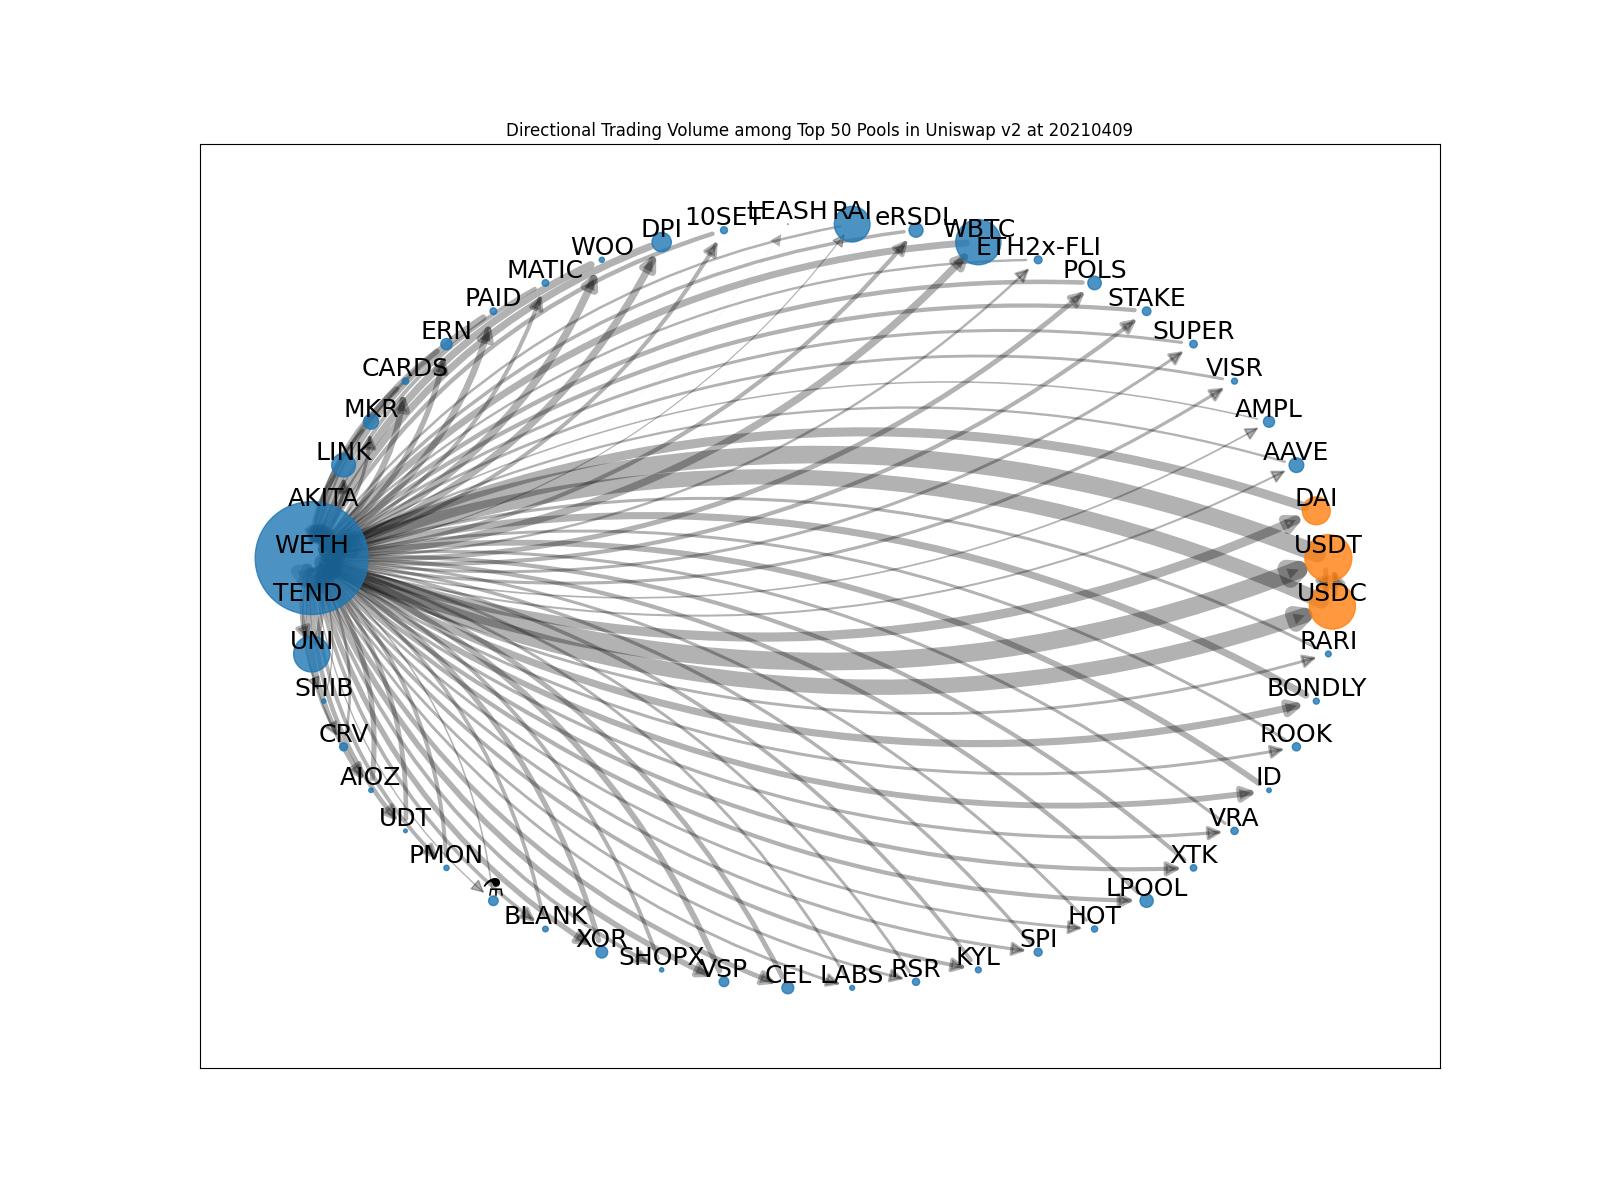 Directional Trading Volume among Top 50 Pools in Uniswap v2 at 20210409
LEASH
RAI
10SET
eRSDL
DPI
WBTC
WOO
ETH2x-FLI
MATIC
POLS
PAID
STAKE
ERN
SUPER
CARDS
VISR
MKR
AMPL
LINK
AAVE
AKITA
DAI
WETH
USDT
TEND
USDC
UNI
RARI
SHIB
BONDLY
CRV
ROOK
AIOZ
ID
UDT
VRA
PMON
XTK
⚗
LPOOL
BLANK
HOT
XOR
SPI
SHOPX
KYL
VSP
RSR
CEL
LABS